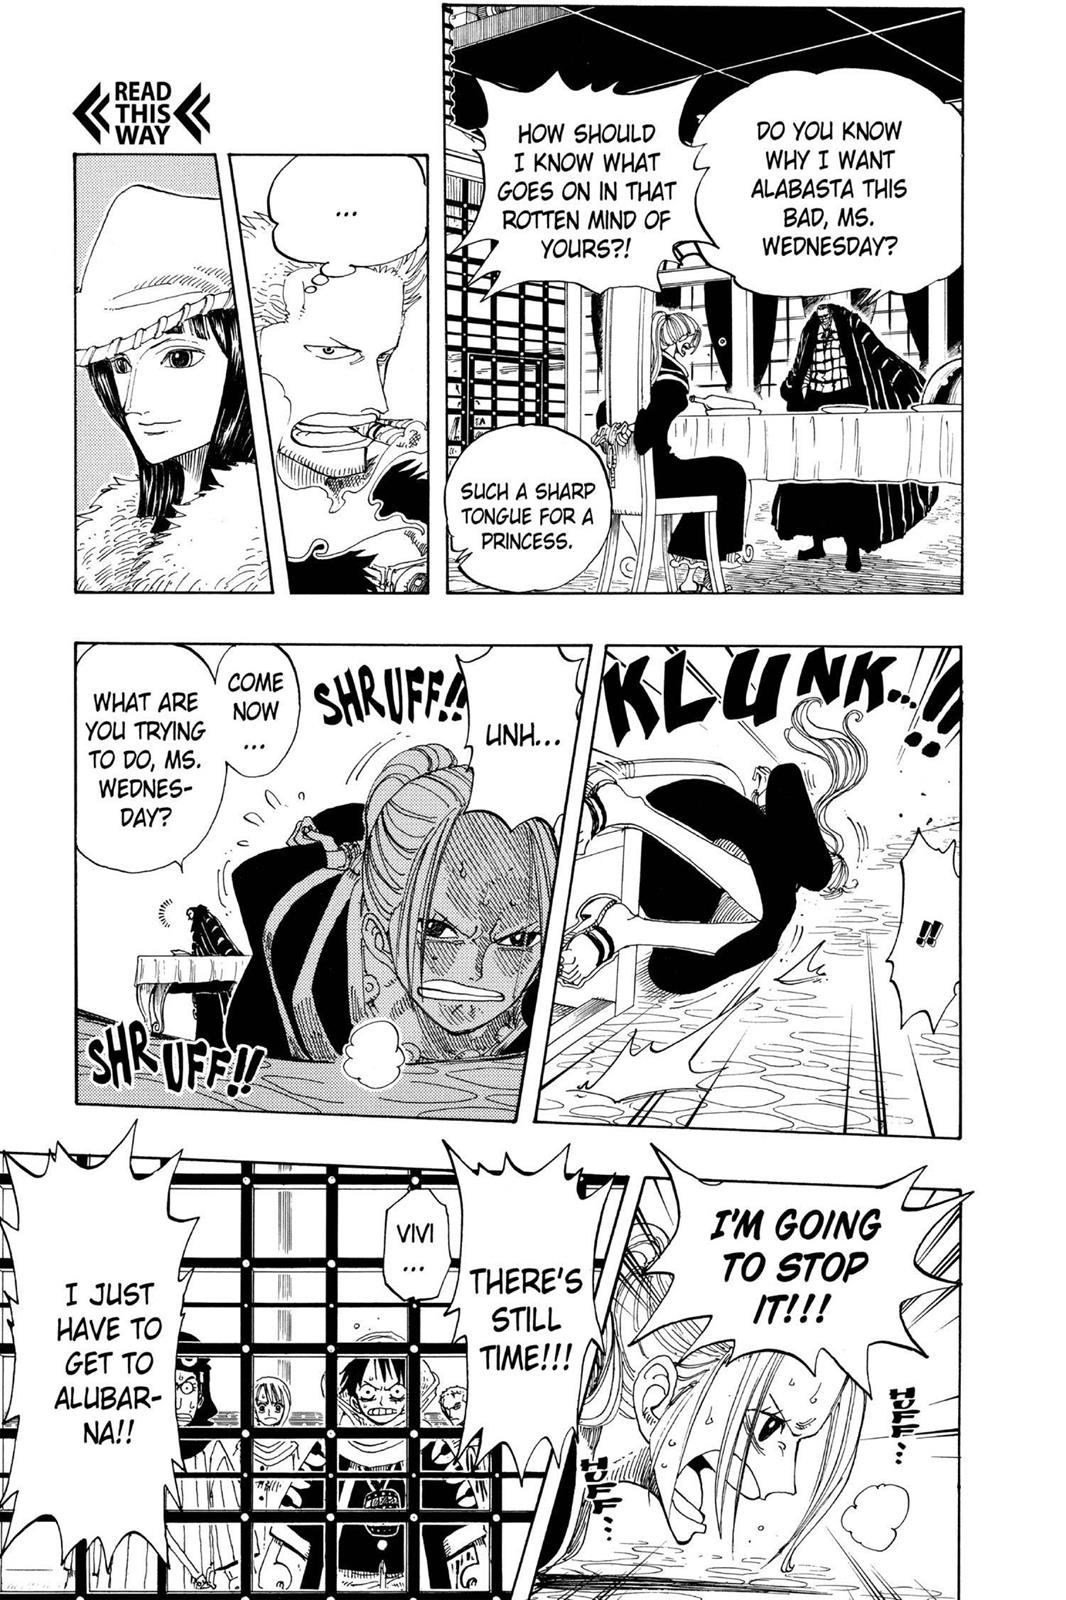 READ
THIS
WAY
DO YOU KNOW
WHY I WANT
ALABASTA THIS
BAD, MS.
WEDNESDAY?
HOW SHOULD
I KNOW WHAT
GOES ON IN THAT
ROTTEN MIND OF
YOURS?!
SUCH A SHARP
TONGUE FOR A
PRINCESS.
...
KLUNK...!!
!!
UNH...
SHRUFF!!
COME
NOW
...
WHAT ARE
YOU TRYING
TO DO, MS.
WEDNES-
DAY?
SHRUFF!!
I'M GOING
TO STOP
IT!!!
HUFF...
HUFF...
THERE'S
STILL
TIME!!!
VIVI
...
I JUST
HAVE TO
GET TO
ALUBAR-
NA!!